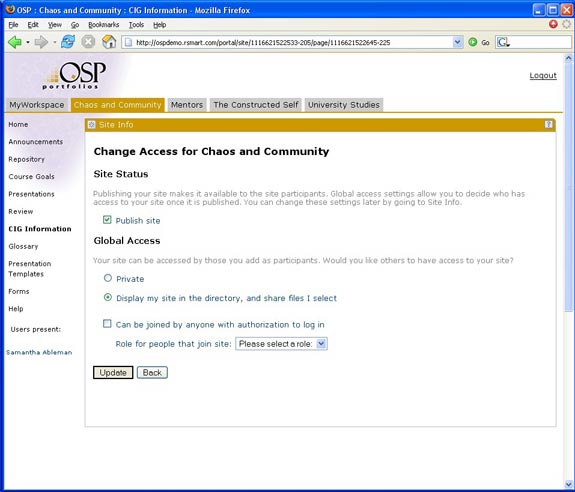 OSP : Chaos and Community : CIG Information - Mozilla Firefox
File Edit View Go Bookmarks Tools Help
http://ospdemo.rsmart.com/portal/site/1116621522533-205/page/1116621522645-225 Go
OSP
portfolios
Logout
MyWorkspace Chaos and Community Mentors The Constructed Self University Studies
Home
Announcements
Repository
Course Goals
Presentations
Review
CIG Information
Glossary
Presentation
Templates
Forms
Help
Users present:
Samantha Ableman
Site Info ?
Change Access for Chaos and Community
Site Status
Publishing your site makes it available to the site participants. Global access settings allow you to decide who has
access to your site once it is published. You can change these settings later by going to Site Info.
Publish site
Global Access
Your site can be accessed by those you add as participants. Would you like others to have access to your site?
Private
Display my site in the directory, and share files I select
Can be joined by anyone with authorization to log in
Role for people that join site: Please select a role:
Update Back